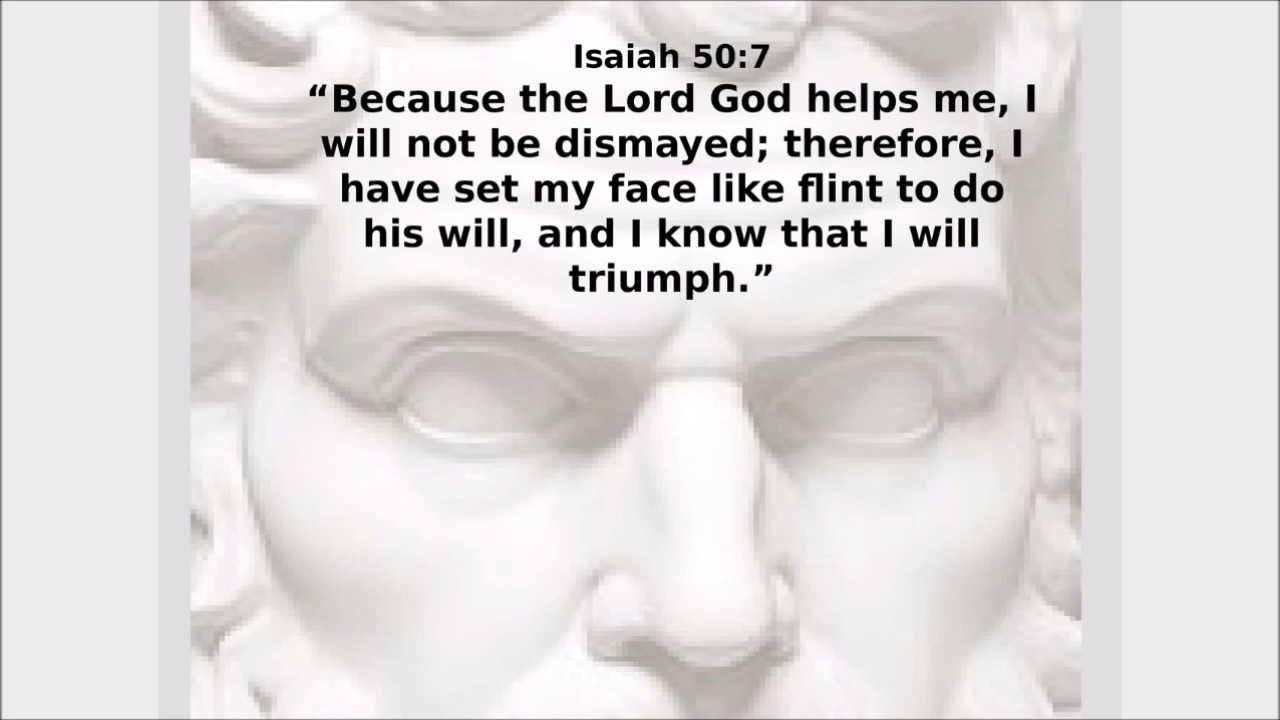 Isaiah 50:7
“Because the Lord God helps me, I
will not be dismayed; therefore, I
have set my face like flint to do
his will, and I know that I will
triumph.”